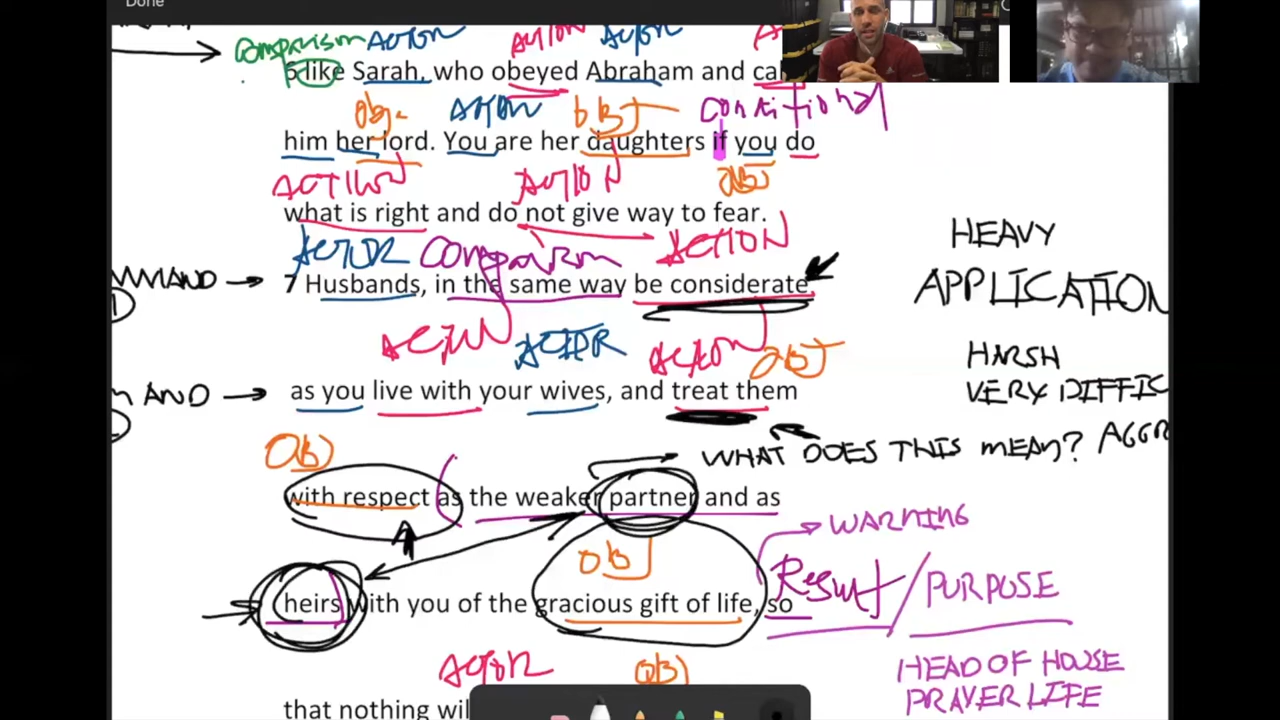 Done
comparison ACTOR ACTION ACTOR
6 like Sarah, who obeyed Abraham and cal
obj. ACTION obj conditional
him her lord. You are her daughters if you do
ACTION ACTION obj
what is right and do not give way to fear.
ACTOR comparison ACTION HEAVY
MMAND → 7 Husbands, in the same way be considerate APPLICATION
ACTION ACTOR ACTION OBJ HARSH
M AND → as you live with your wives, and treat them VERY DIFFIC
Obj WHAT DOES THIS MEAN? AGGR
with respect as the weaker partner and as
WARNING
obj Result / PURPOSE
heirs with you of the gracious gift of life, so
ACTOR obj HEAD OF HOUSE
that nothing wil PRAYER LIFE